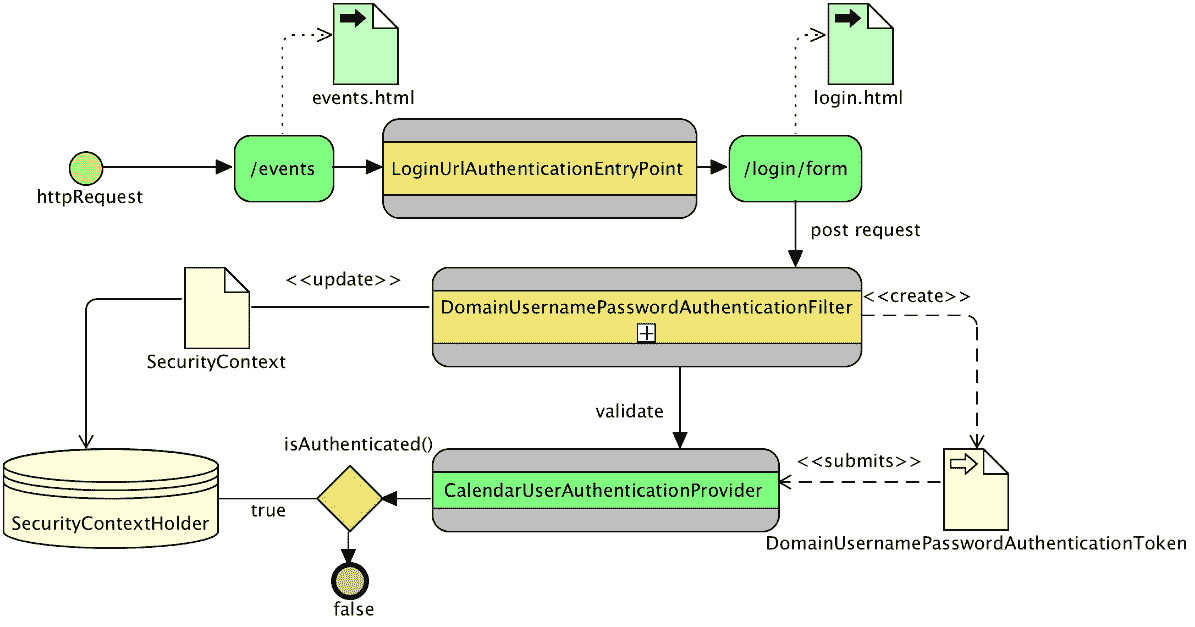 events.html
login.html
/events
LoginUrlAuthenticationEntryPoint
/login/form
httpRequest
post request
<<update>>
<<create>>
DomainUsernamePasswordAuthenticationFilter
SecurityContext
validate
isAuthenticated()
<<submits>>
CalendarUserAuthenticationProvider
true
SecurityContextHolder
DomainUsernamePasswordAuthenticationToken
false